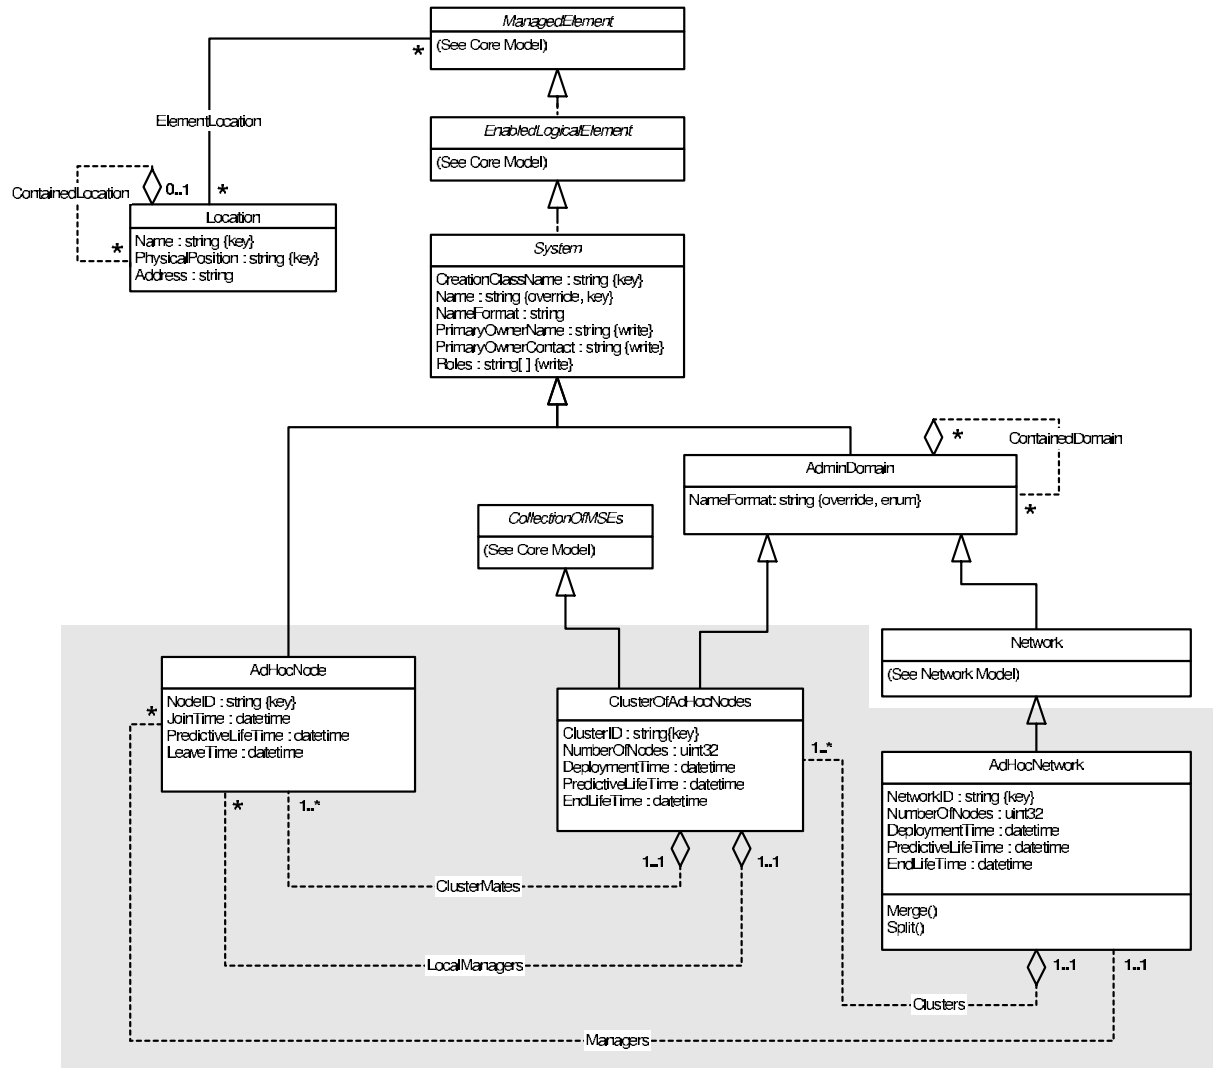 ManagedElement
(See Core Model)
*
ElementLocation
EnabledLogicalElement
(See Core Model)
ContainedLocation
0..1
*
Location
Name : string {key}
PhysicalPosition : string {key}
Address : string
*
System
CreationClassName : string {key}
Name : string {override, key}
NameFormat : string
PrimaryOwnerName : string {write}
PrimaryOwnerContact : string {write}
Roles : string[ ] {write}
*
ContainedDomain
AdminDomain
NameFormat: string {override, enum}
*
CollectionOfMSEs
(See Core Model)
Network
(See Network Model)
AdHocNode
NodeID : string {key}
JoinTime : datetime
PredictiveLifeTime : datetime
LeaveTime : datetime
*
*
1..*
ClusterOfAdHocNodes
ClusterID : string{key}
NumberOfNodes : uint32
DeploymentTime : datetime
PredictiveLifeTime : datetime
EndLifeTime : datetime
1..*
AdHocNetwork
NetworkID : string {key}
NumberOfNodes : uint32
DeploymentTime : datetime
PredictiveLifeTime : datetime
EndLifeTime : datetime
Merge()
Split()
1..1
1..1
ClusterMates
LocalManagers
1..1
1..1
Clusters
Managers